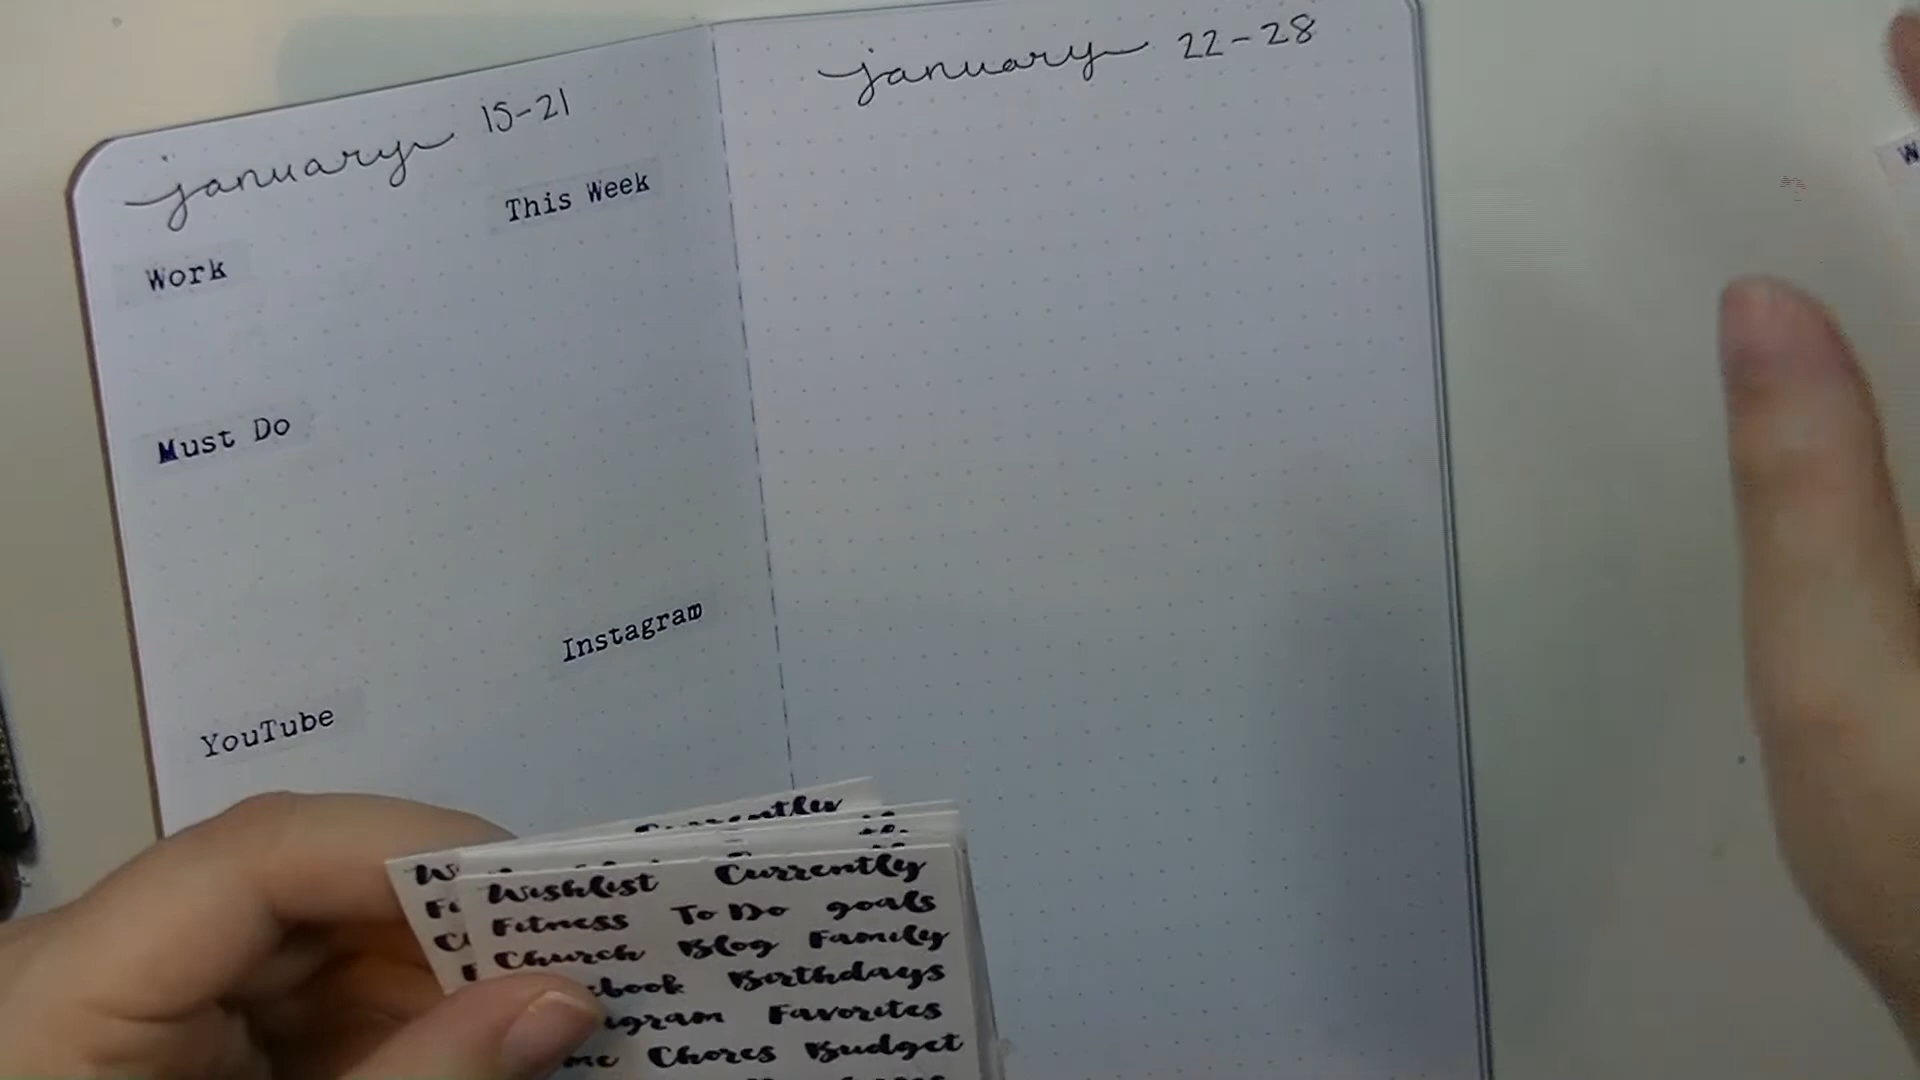 january 15-21
This Week
Work
Must Do
Instagram
YouTube
january 22-28
Currently
Wishlist Currently
Fitness To Do goals
Church Blog Family
Birthdays
Favorites
Chores Budget